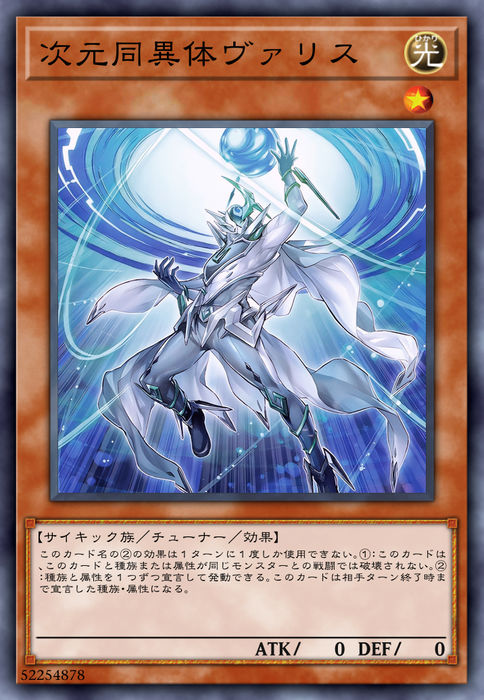 次元同異体ヴァリス
ひかり
光
【サイキック族／チューナー／効果】
このカード名の②の効果は１ターンに１度しか使用できない。①：このカードは
、このカードと種族または属性が同じモンスターとの戦闘では破壊されない。②
：種族と属性を１つずつ宣言して発動できる。このカードは相手ターン終了時ま
で宣言した種族・属性になる。
ATK/ 0 DEF/ 0
52254878